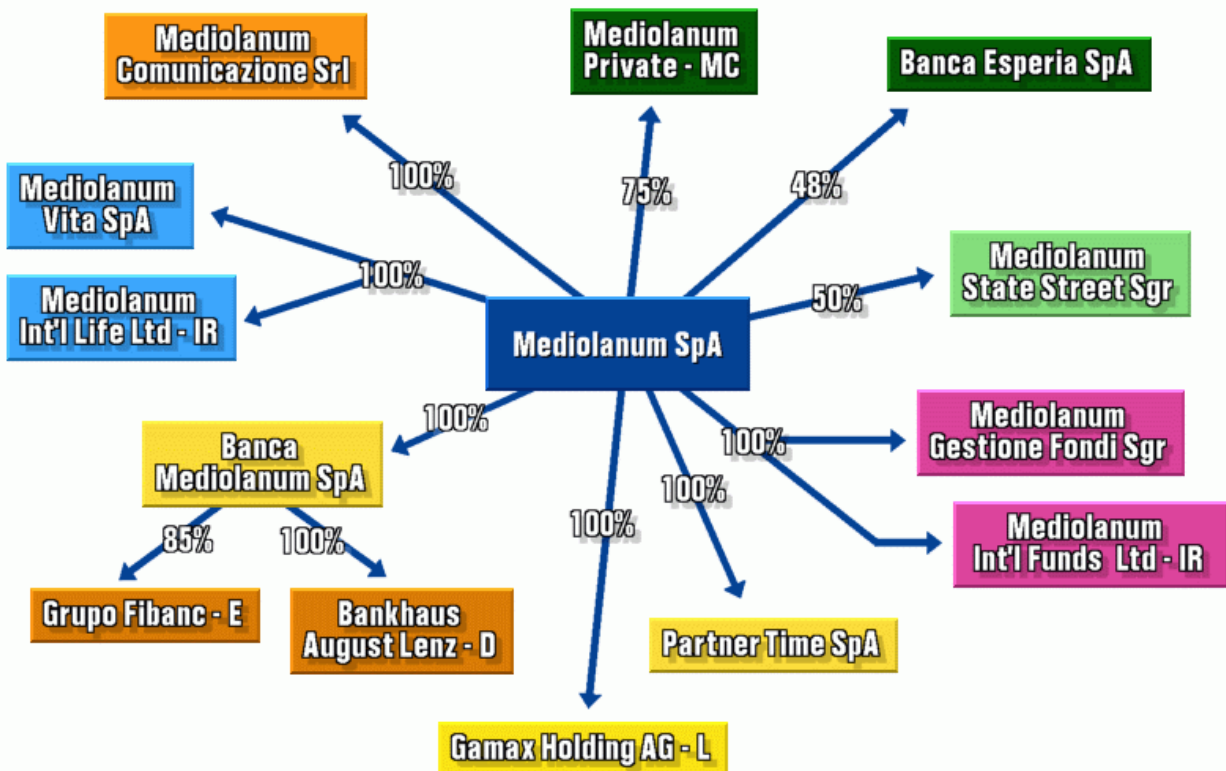 Mediolanum
Comunicazione Srl
Mediolanum
Private - MC
Banca Esperia SpA
100%
75%
48%
Mediolanum
Vita SpA
100%
Mediolanum
Int'l Life Ltd - IR
Mediolanum
State Street Sgr
50%
Mediolanum SpA
100%
Banca
Mediolanum SpA
85%
100%
Grupo Fibanc - E
Bankhaus
August Lenz - D
100%
Gamax Holding AG - L
100%
Partner Time SpA
100%
Mediolanum
Gestione Fondi Sgr
Mediolanum
Int'l Funds Ltd - IR